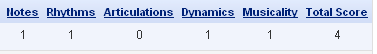 Notes Rhythms Articulations Dynamics Musicality Total Score
1 1 0 1 1 4